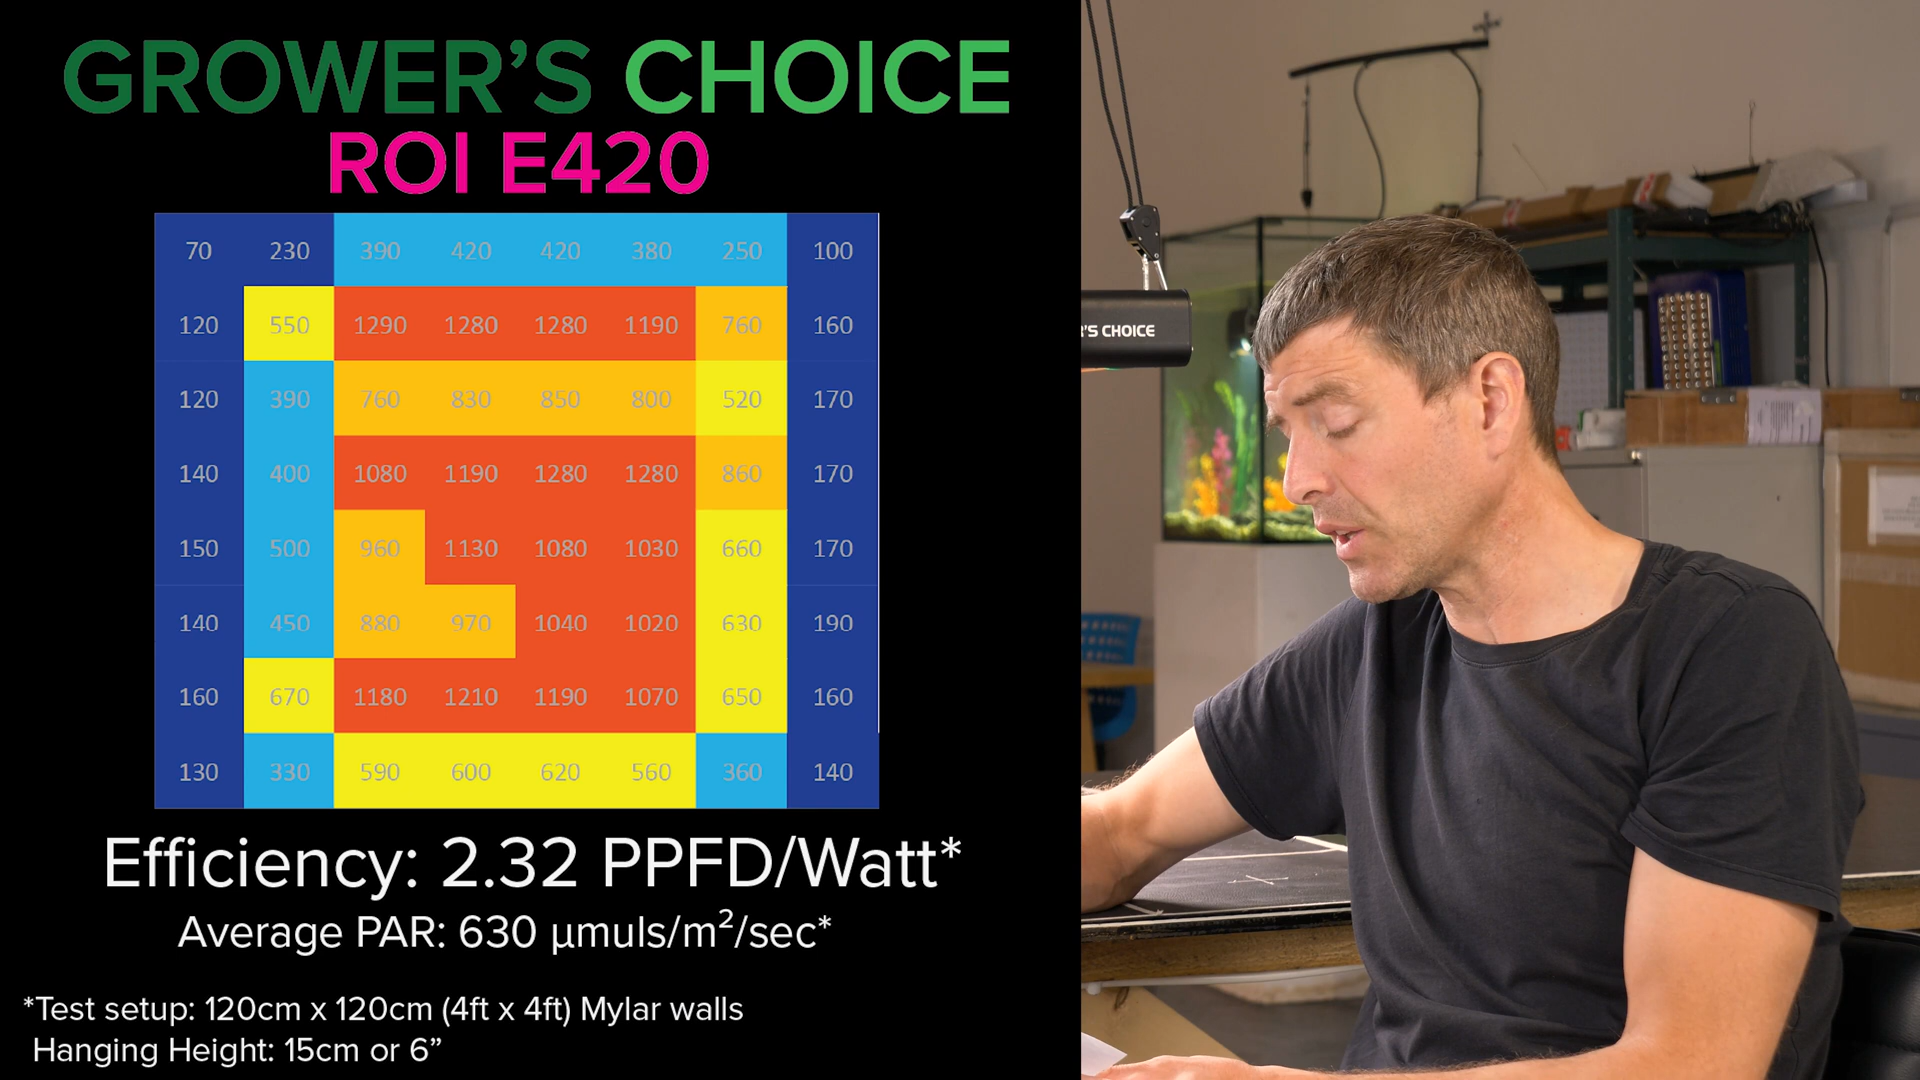 GROWER'S CHOICE
ROI E420
70 230 390 420 420 380 250 100
120 550 1290 1280 1280 1190 760 160
120 390 760 830 850 800 520 170
140 400 1080 1190 1280 1280 860 170
150 500 960 1130 1080 1030 660 170
140 450 880 970 1040 1020 630 190
160 670 1180 1210 1190 1070 650 160
130 330 590 600 620 560 360 140
Efficiency: 2.32 PPFD/Watt*
Average PAR: 630 µmuls/m²/sec*
*Test setup: 120cm x 120cm (4ft x 4ft) Mylar walls
Hanging Height: 15cm or 6”
'S CHOICE